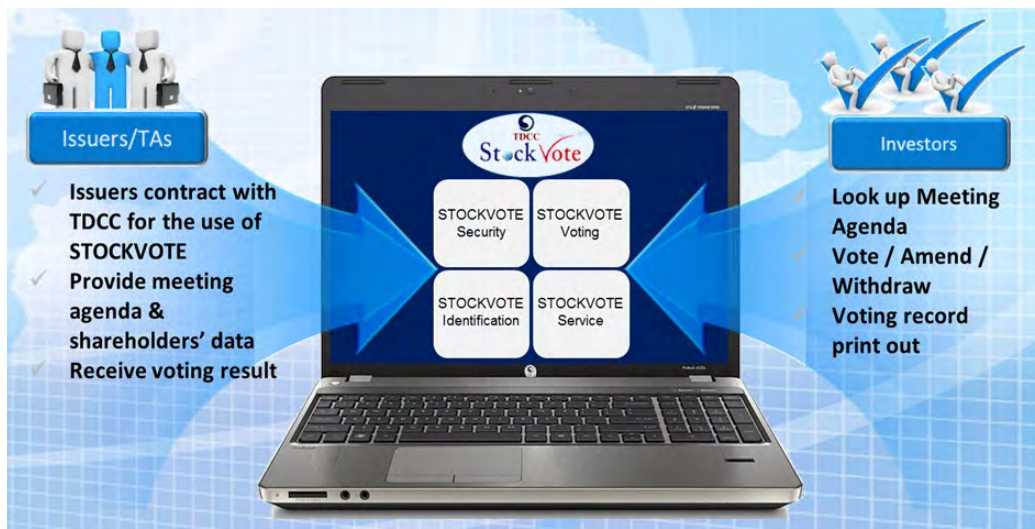 Issuers/TAs
Issuers contract with
TDCC for the use of
STOCKVOTE
Provide meeting
agenda &
shareholders' data
Receive voting result
TDCC
Stock Vote
STOCKVOTE
Security
STOCKVOTE
Voting
STOCKVOTE
Identification
STOCKVOTE
Service
Investors
Look up Meeting
Agenda
Vote / Amend /
Withdraw
Voting record
print out